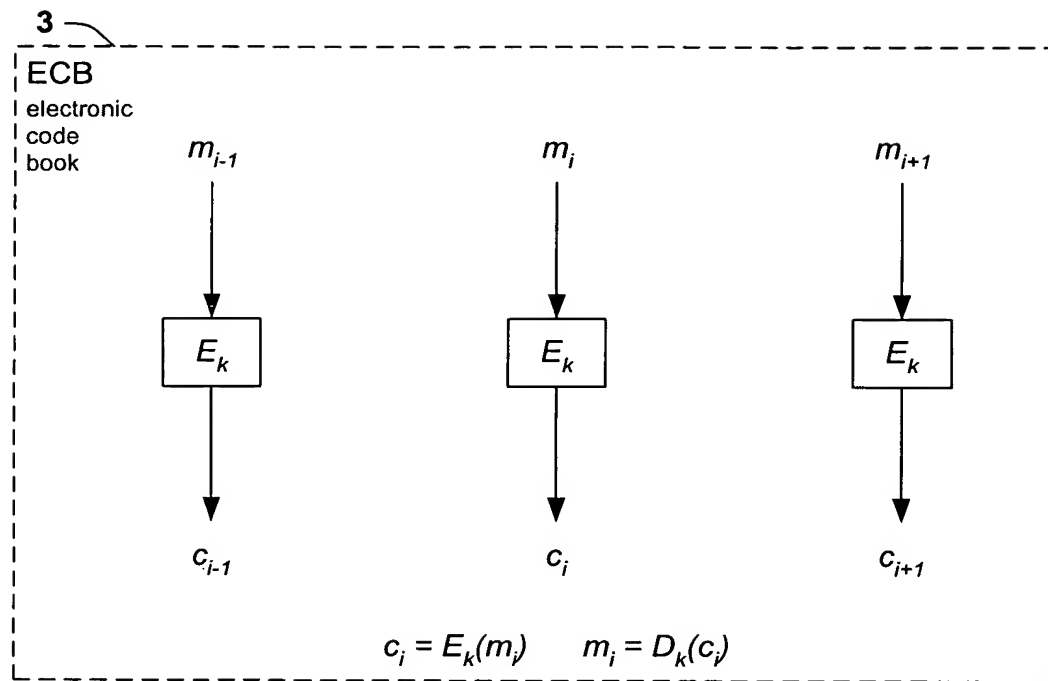 3
ECB
electronic
code
book
m_{i-1} m_i m_{i+1}
E_k E_k E_k
c_{i-1} c_i c_{i+1}
c_i = E_k(m_i) m_i = D_k(c_i)